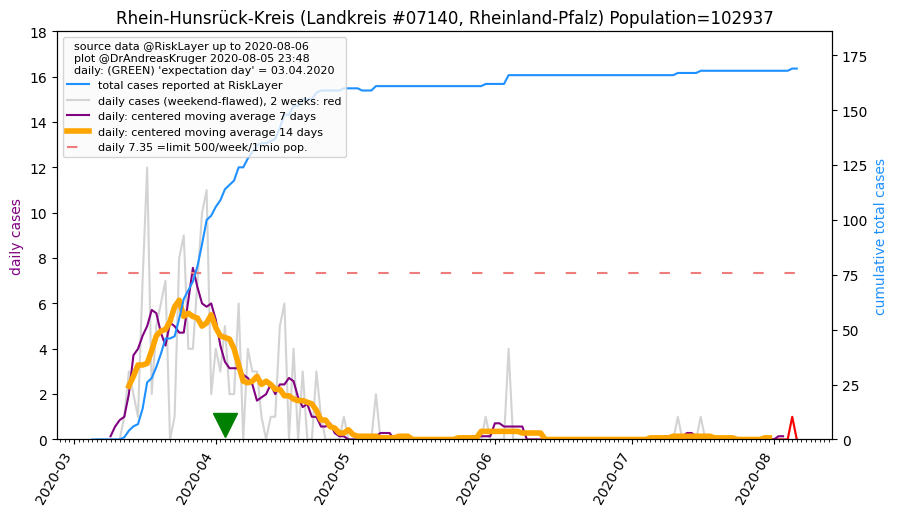 Rhein-Hunsrück-Kreis (Landkreis #07140, Rheinland-Pfalz) Population=102937
source data @RiskLayer up to 2020-08-06
plot @DrAndreasKruger 2020-08-05 23:48
daily: (GREEN) 'expectation day' = 03.04.2020
total cases reported at RiskLayer
daily cases (weekend-flawed), 2 weeks: red
daily: centered moving average 7 days
daily: centered moving average 14 days
daily 7.35 =limit 500/week/1mio pop.
daily cases
18
16
14
12
10
8
6
4
2
0
cumulative total cases
175
150
125
100
75
50
25
0
2020-03
2020-04
2020-05
2020-06
2020-07
2020-08